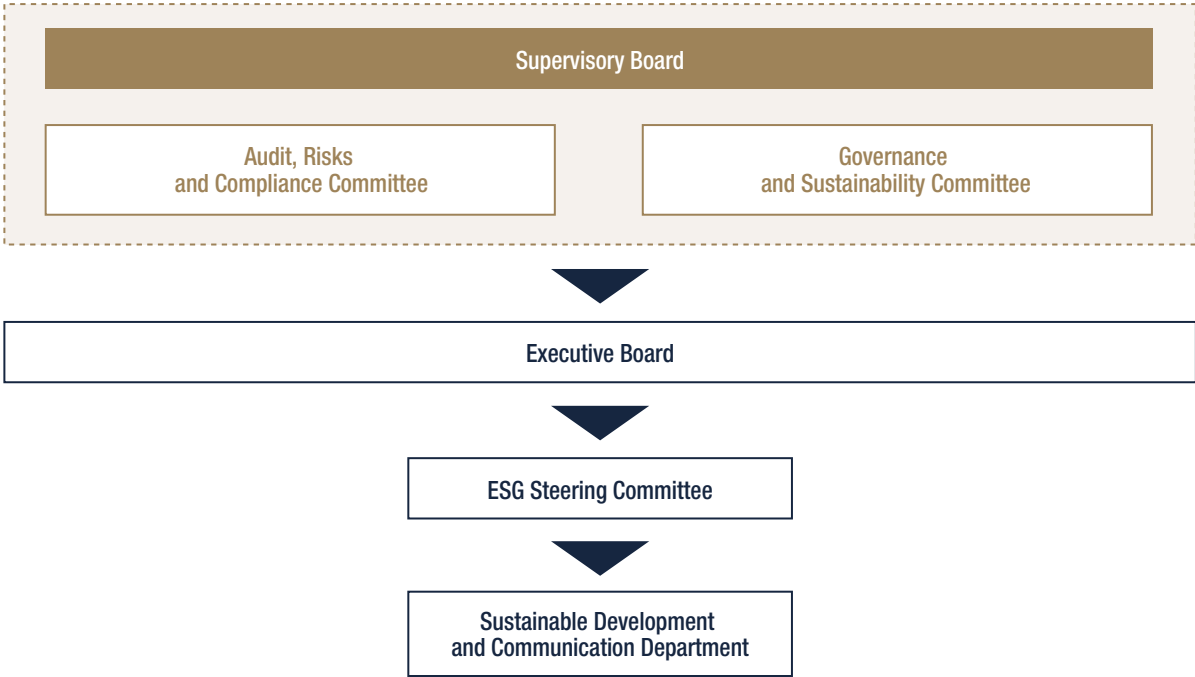 Supervisory Board
Audit, Risks
and Compliance Committee
Governance
and Sustainability Committee
Executive Board
ESG Steering Committee
Sustainable Development
and Communication Department